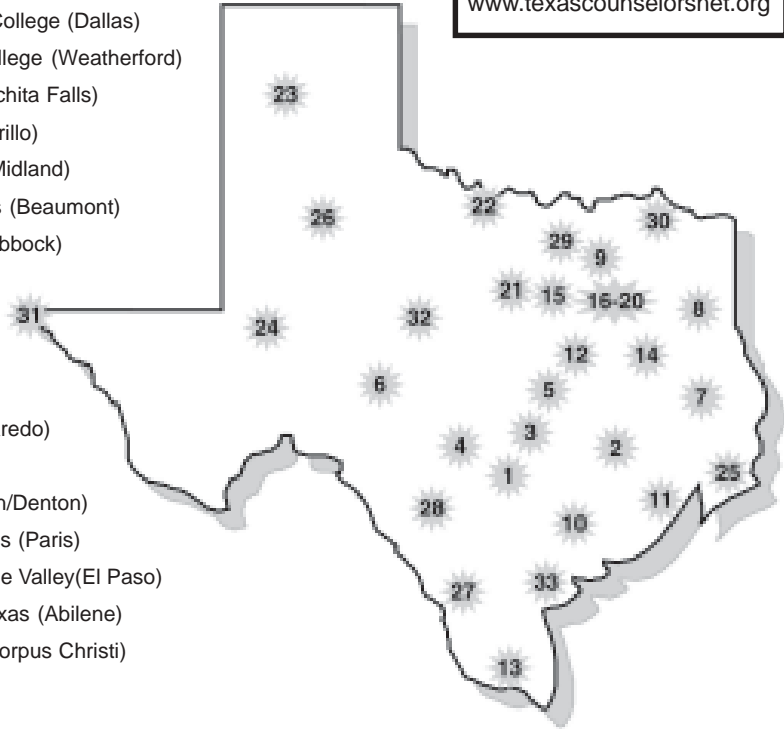 www.texascounselorsnet.org
College (Dallas)
llege (Weatherford)
chita Falls)
rillo)
Midland)
s (Beaumont)
bbock)
redo)
n/Denton)
s (Paris)
e Valley(El Paso)
xas (Abilene)
orpus Christi)
23
22
26
30
29
9
21
15
16-20
8
31
32
24
12
14
6
5
7
3
4
2
1
25
28
11
10
27
33
13